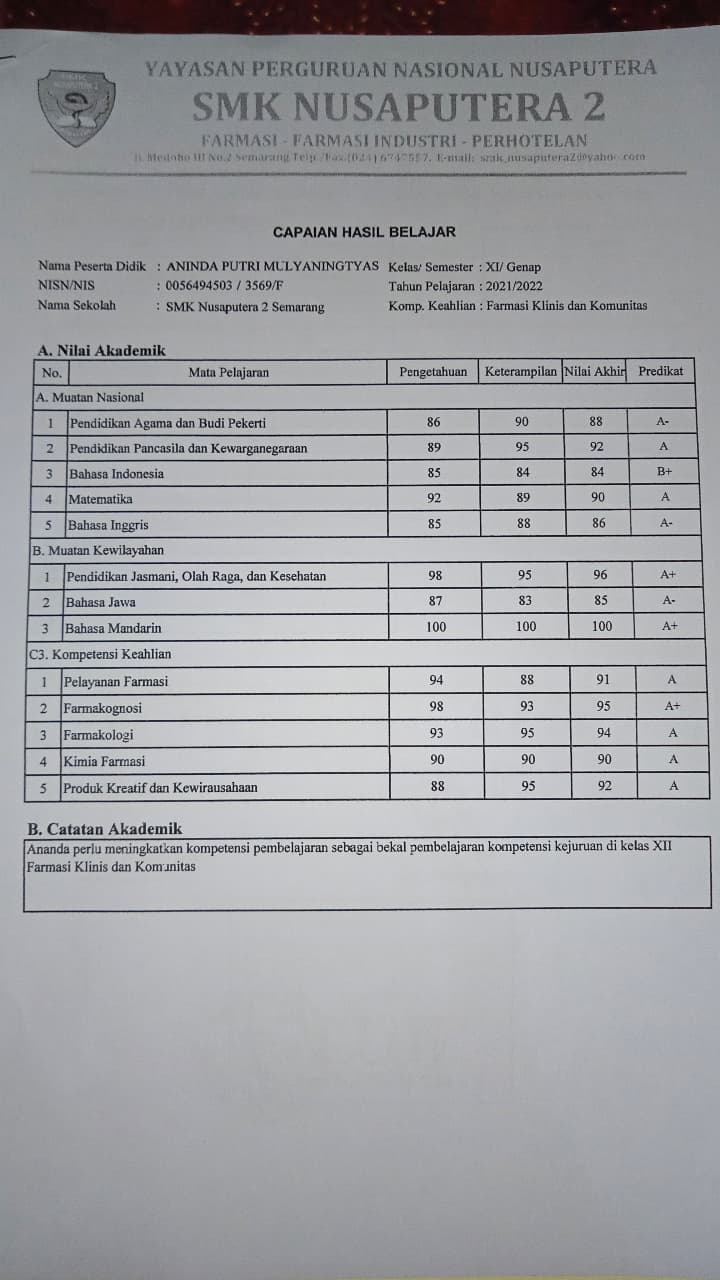 YAYASAN PERGURUAN NASIONAL NUSAPUTERA
SMK NUSAPUTERA 2
FARMASI - FARMASI INDUSTRI - PERHOTELAN
Jl. Medoho III No.2 Semarang Telp./Fax.(024) 6747557, E-mail: smk_nusaputera2@yahoo.com
CAPAIAN HASIL BELAJAR
Nama Peserta Didik : ANINDA PUTRI MULYANINGTYAS Kelas/ Semester : XI/ Genap
NISN/NIS : 0056494503 / 3569/F Tahun Pelajaran : 2021/2022
Nama Sekolah : SMK Nusaputera 2 Semarang Komp. Keahlian : Farmasi Klinis dan Komunitas
A. Nilai Akademik
No. Mata Pelajaran Pengetahuan Keterampilan Nilai Akhir Predikat
A. Muatan Nasional
1 Pendidikan Agama dan Budi Pekerti 86 90 88 A-
2 Pendidikan Pancasila dan Kewarganegaraan 89 95 92 A
3 Bahasa Indonesia 85 84 84 B+
4 Matematika 92 89 90 A
5 Bahasa Inggris 85 88 86 A-
B. Muatan Kewilayahan
1 Pendidikan Jasmani, Olah Raga, dan Kesehatan 98 95 96 A+
2 Bahasa Jawa 87 83 85 A-
3 Bahasa Mandarin 100 100 100 A+
C3. Kompetensi Keahlian
1 Pelayanan Farmasi 94 88 91 A
2 Farmakognosi 98 93 95 A+
3 Farmakologi 93 95 94 A
4 Kimia Farmasi 90 90 90 A
5 Produk Kreatif dan Kewirausahaan 88 95 92 A
B. Catatan Akademik
Ananda perlu meningkatkan kompetensi pembelajaran sebagai bekal pembelajaran kompetensi kejuruan di kelas XII
Farmasi Klinis dan Komunitas